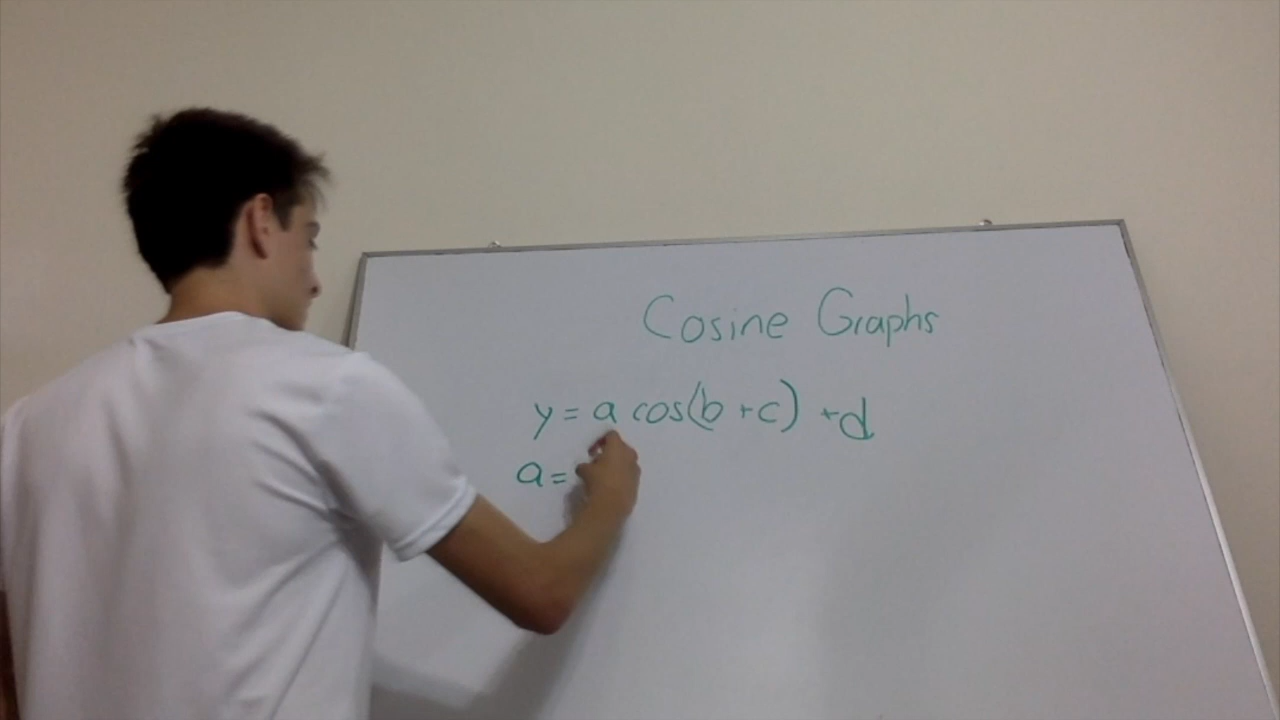 Cosine Graphs
y = a cos(b + c) + d
a =